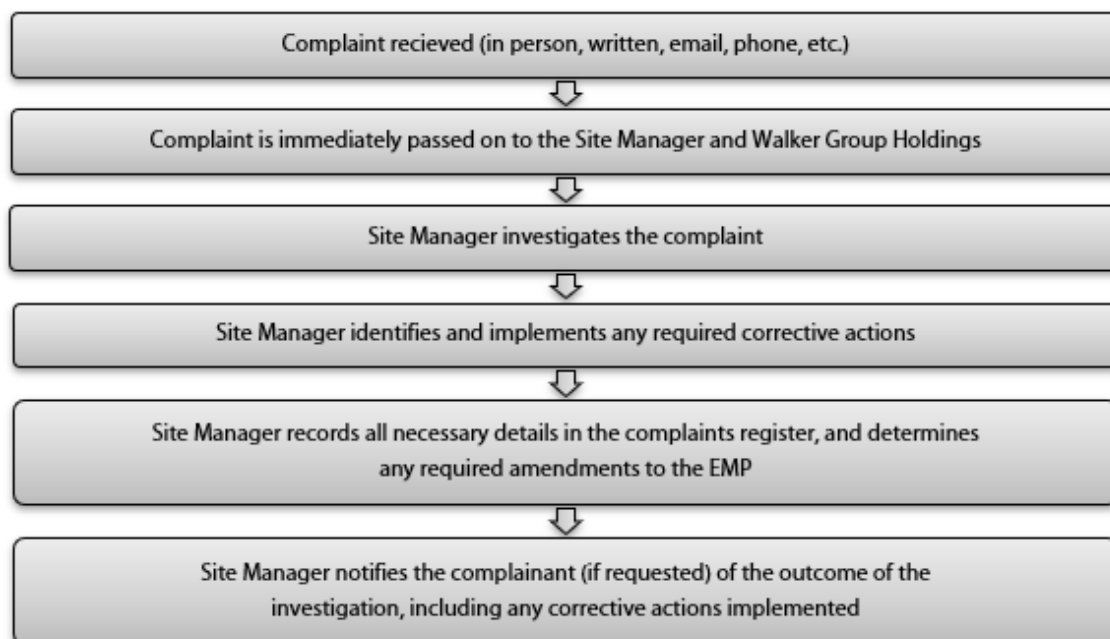 Complaint recieved (in person, written, email, phone, etc.)
Complaint is immediately passed on to the Site Manager and Walker Group Holdings
Site Manager investigates the complaint
Site Manager identifies and implements any required corrective actions
Site Manager records all necessary details in the complaints register, and determines
any required amendments to the EMP
Site Manager notifies the complainant (if requested) of the outcome of the
investigation, including any corrective actions implemented